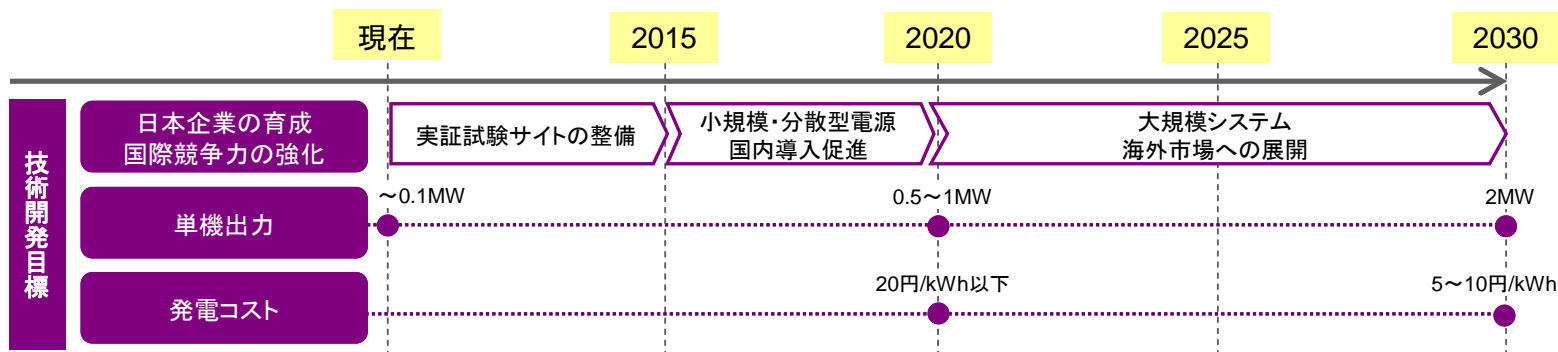 現在
2015
2020
2025
2030
技術開発目標
日本企業の育成
国際競争力の強化
実証試験サイトの整備
小規模・分散型電源
国内導入促進
大規模システム
海外市場への展開
単機出力
～0.1MW
0.5～1MW
2MW
発電コスト
20円/kWh以下
5～10円/kWh